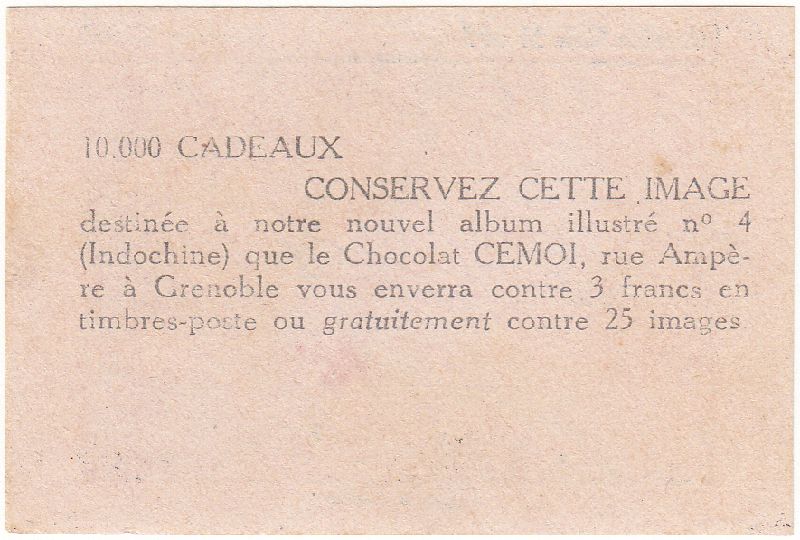 10.000 CADEAUX
CONSERVEZ CETTE IMAGE
destinée à notre nouvel album illustré nº 4
(Indochine) que le Chocolat CEMOI, rue Ampè-
re à Grenoble vous enverra contre 3 francs en
timbres-poste ou gratuitement contre 25 images